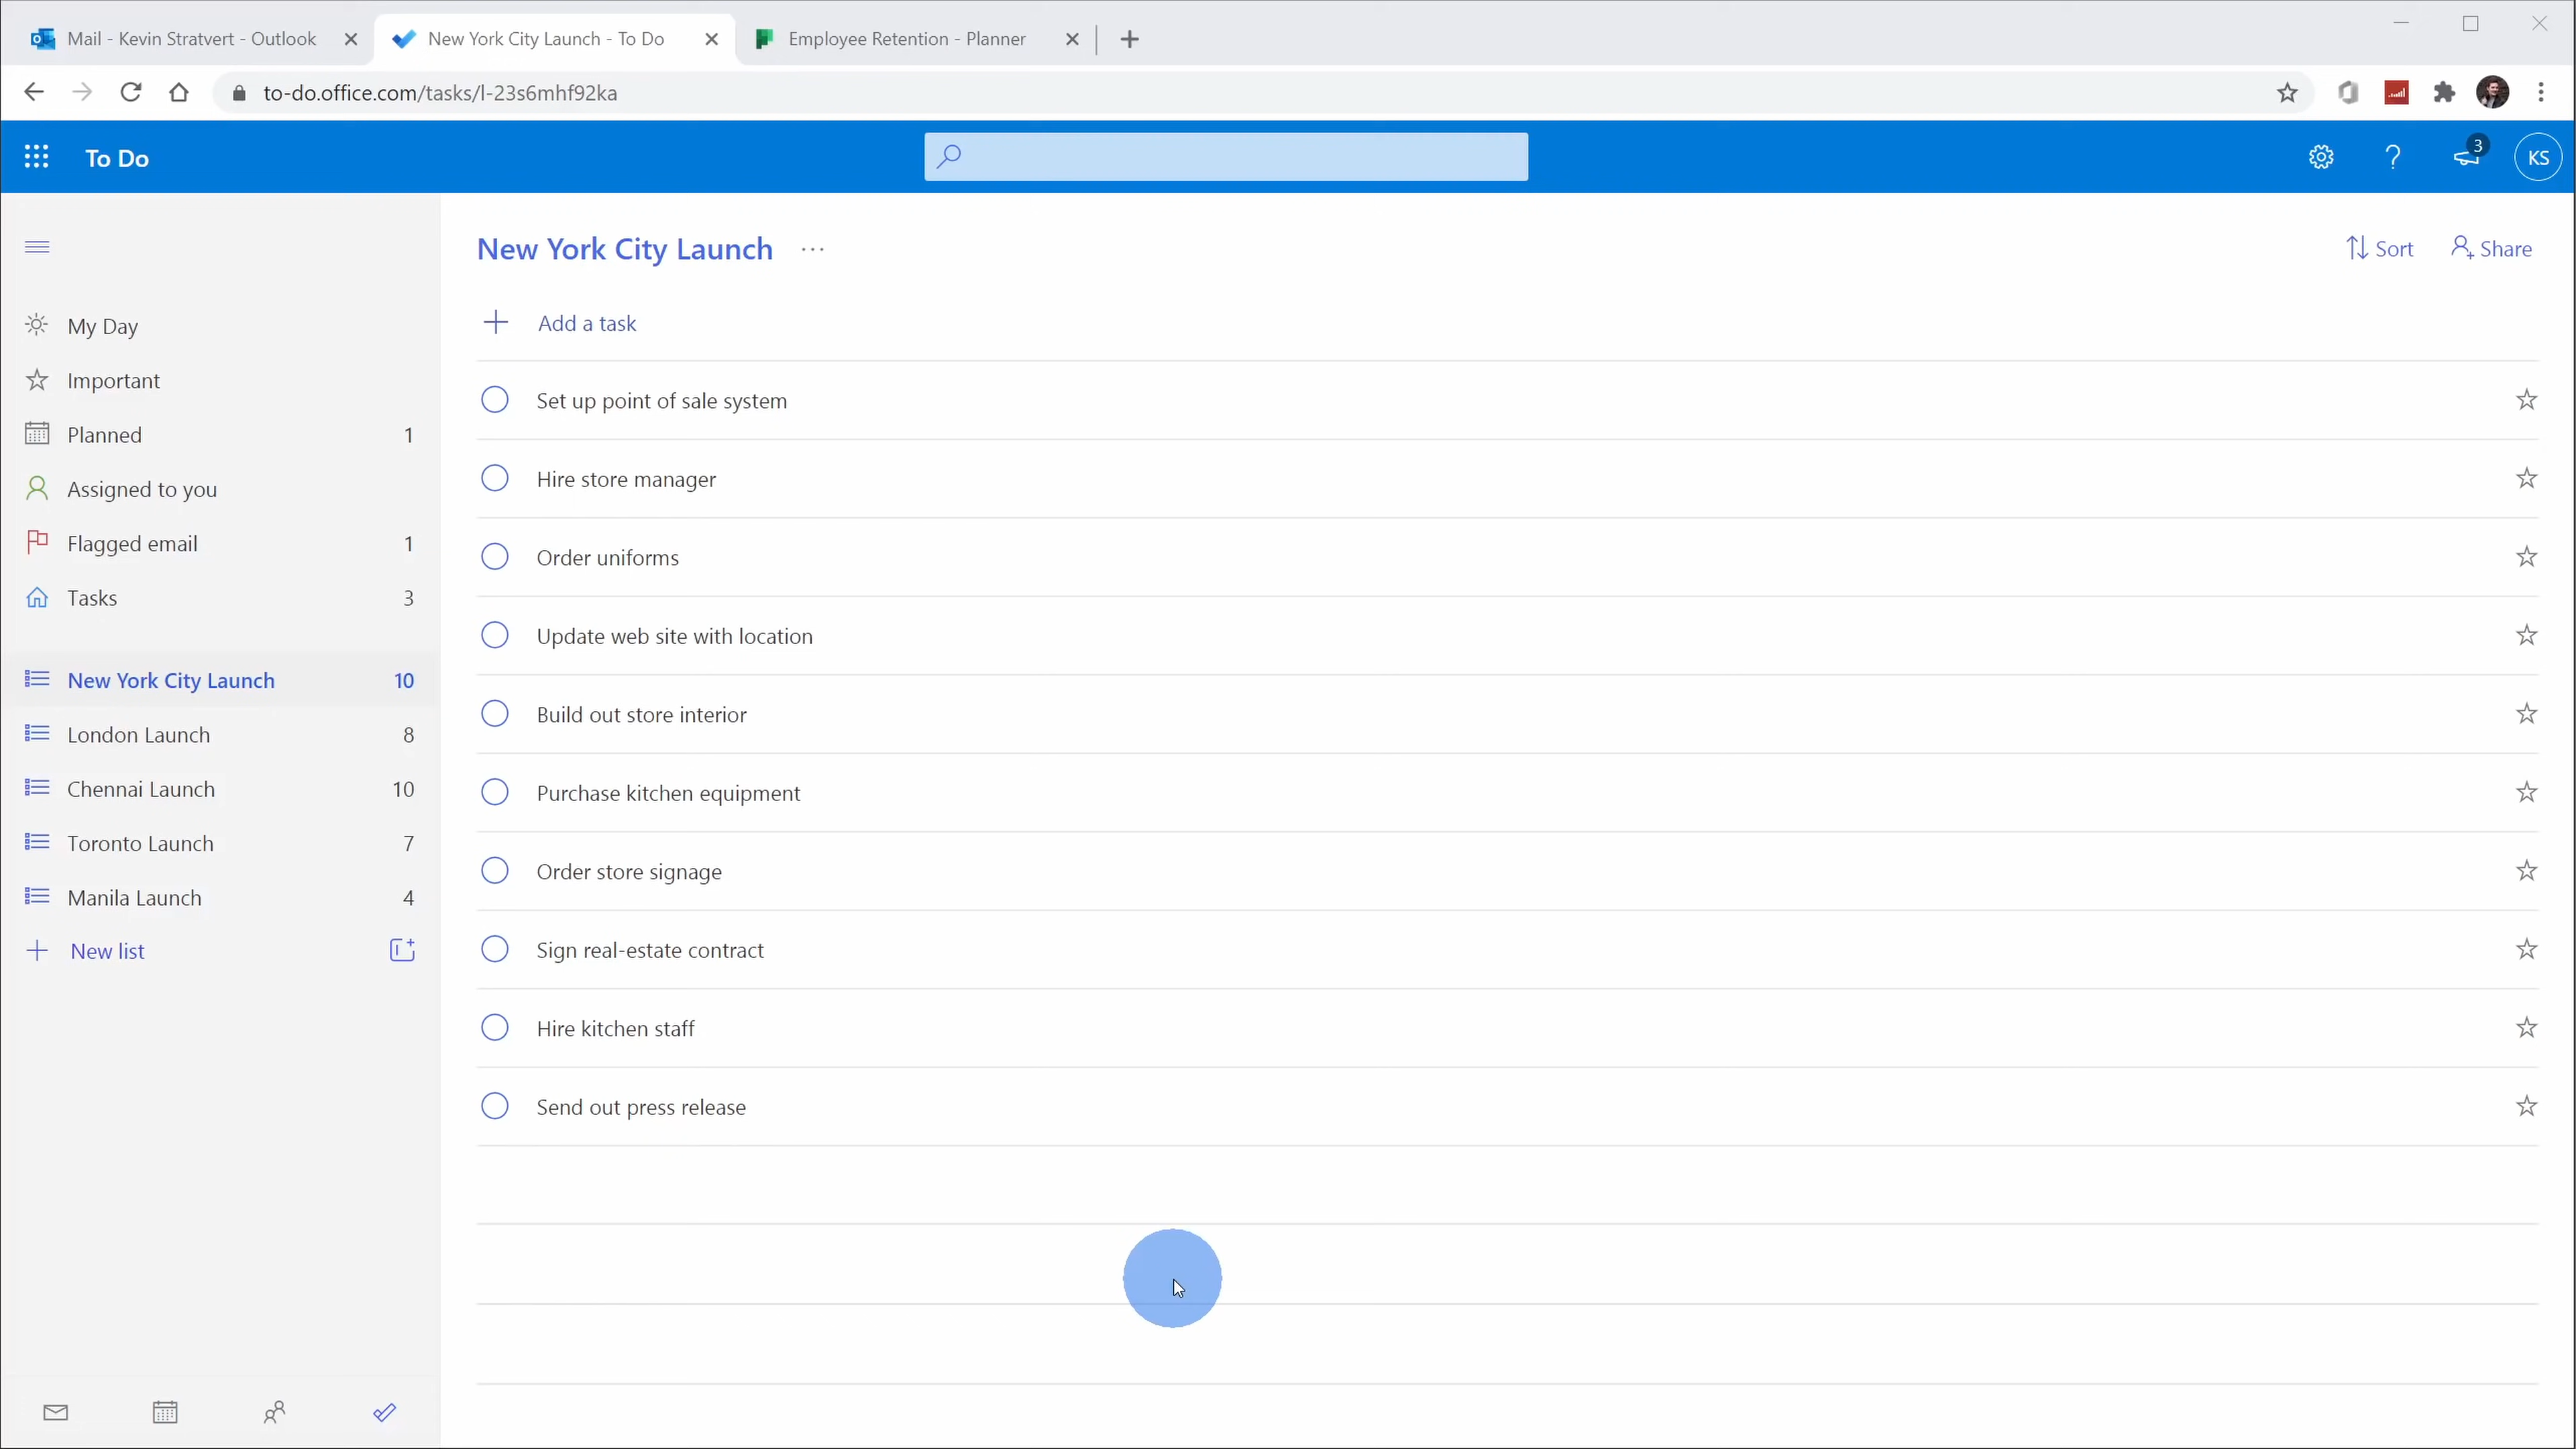 Mail - Kevin Stratvert - Outlook
New York City Launch - To Do
Employee Retention - Planner
to-do.office.com/tasks/l-23s6mhf92ka
To Do
3
KS
New York City Launch
Sort
Share
My Day
Important
Planned 1
Assigned to you
Flagged email 1
Tasks 3
New York City Launch 10
London Launch 8
Chennai Launch 10
Toronto Launch 7
Manila Launch 4
New list
Add a task
Set up point of sale system
Hire store manager
Order uniforms
Update web site with location
Build out store interior
Purchase kitchen equipment
Order store signage
Sign real-estate contract
Hire kitchen staff
Send out press release